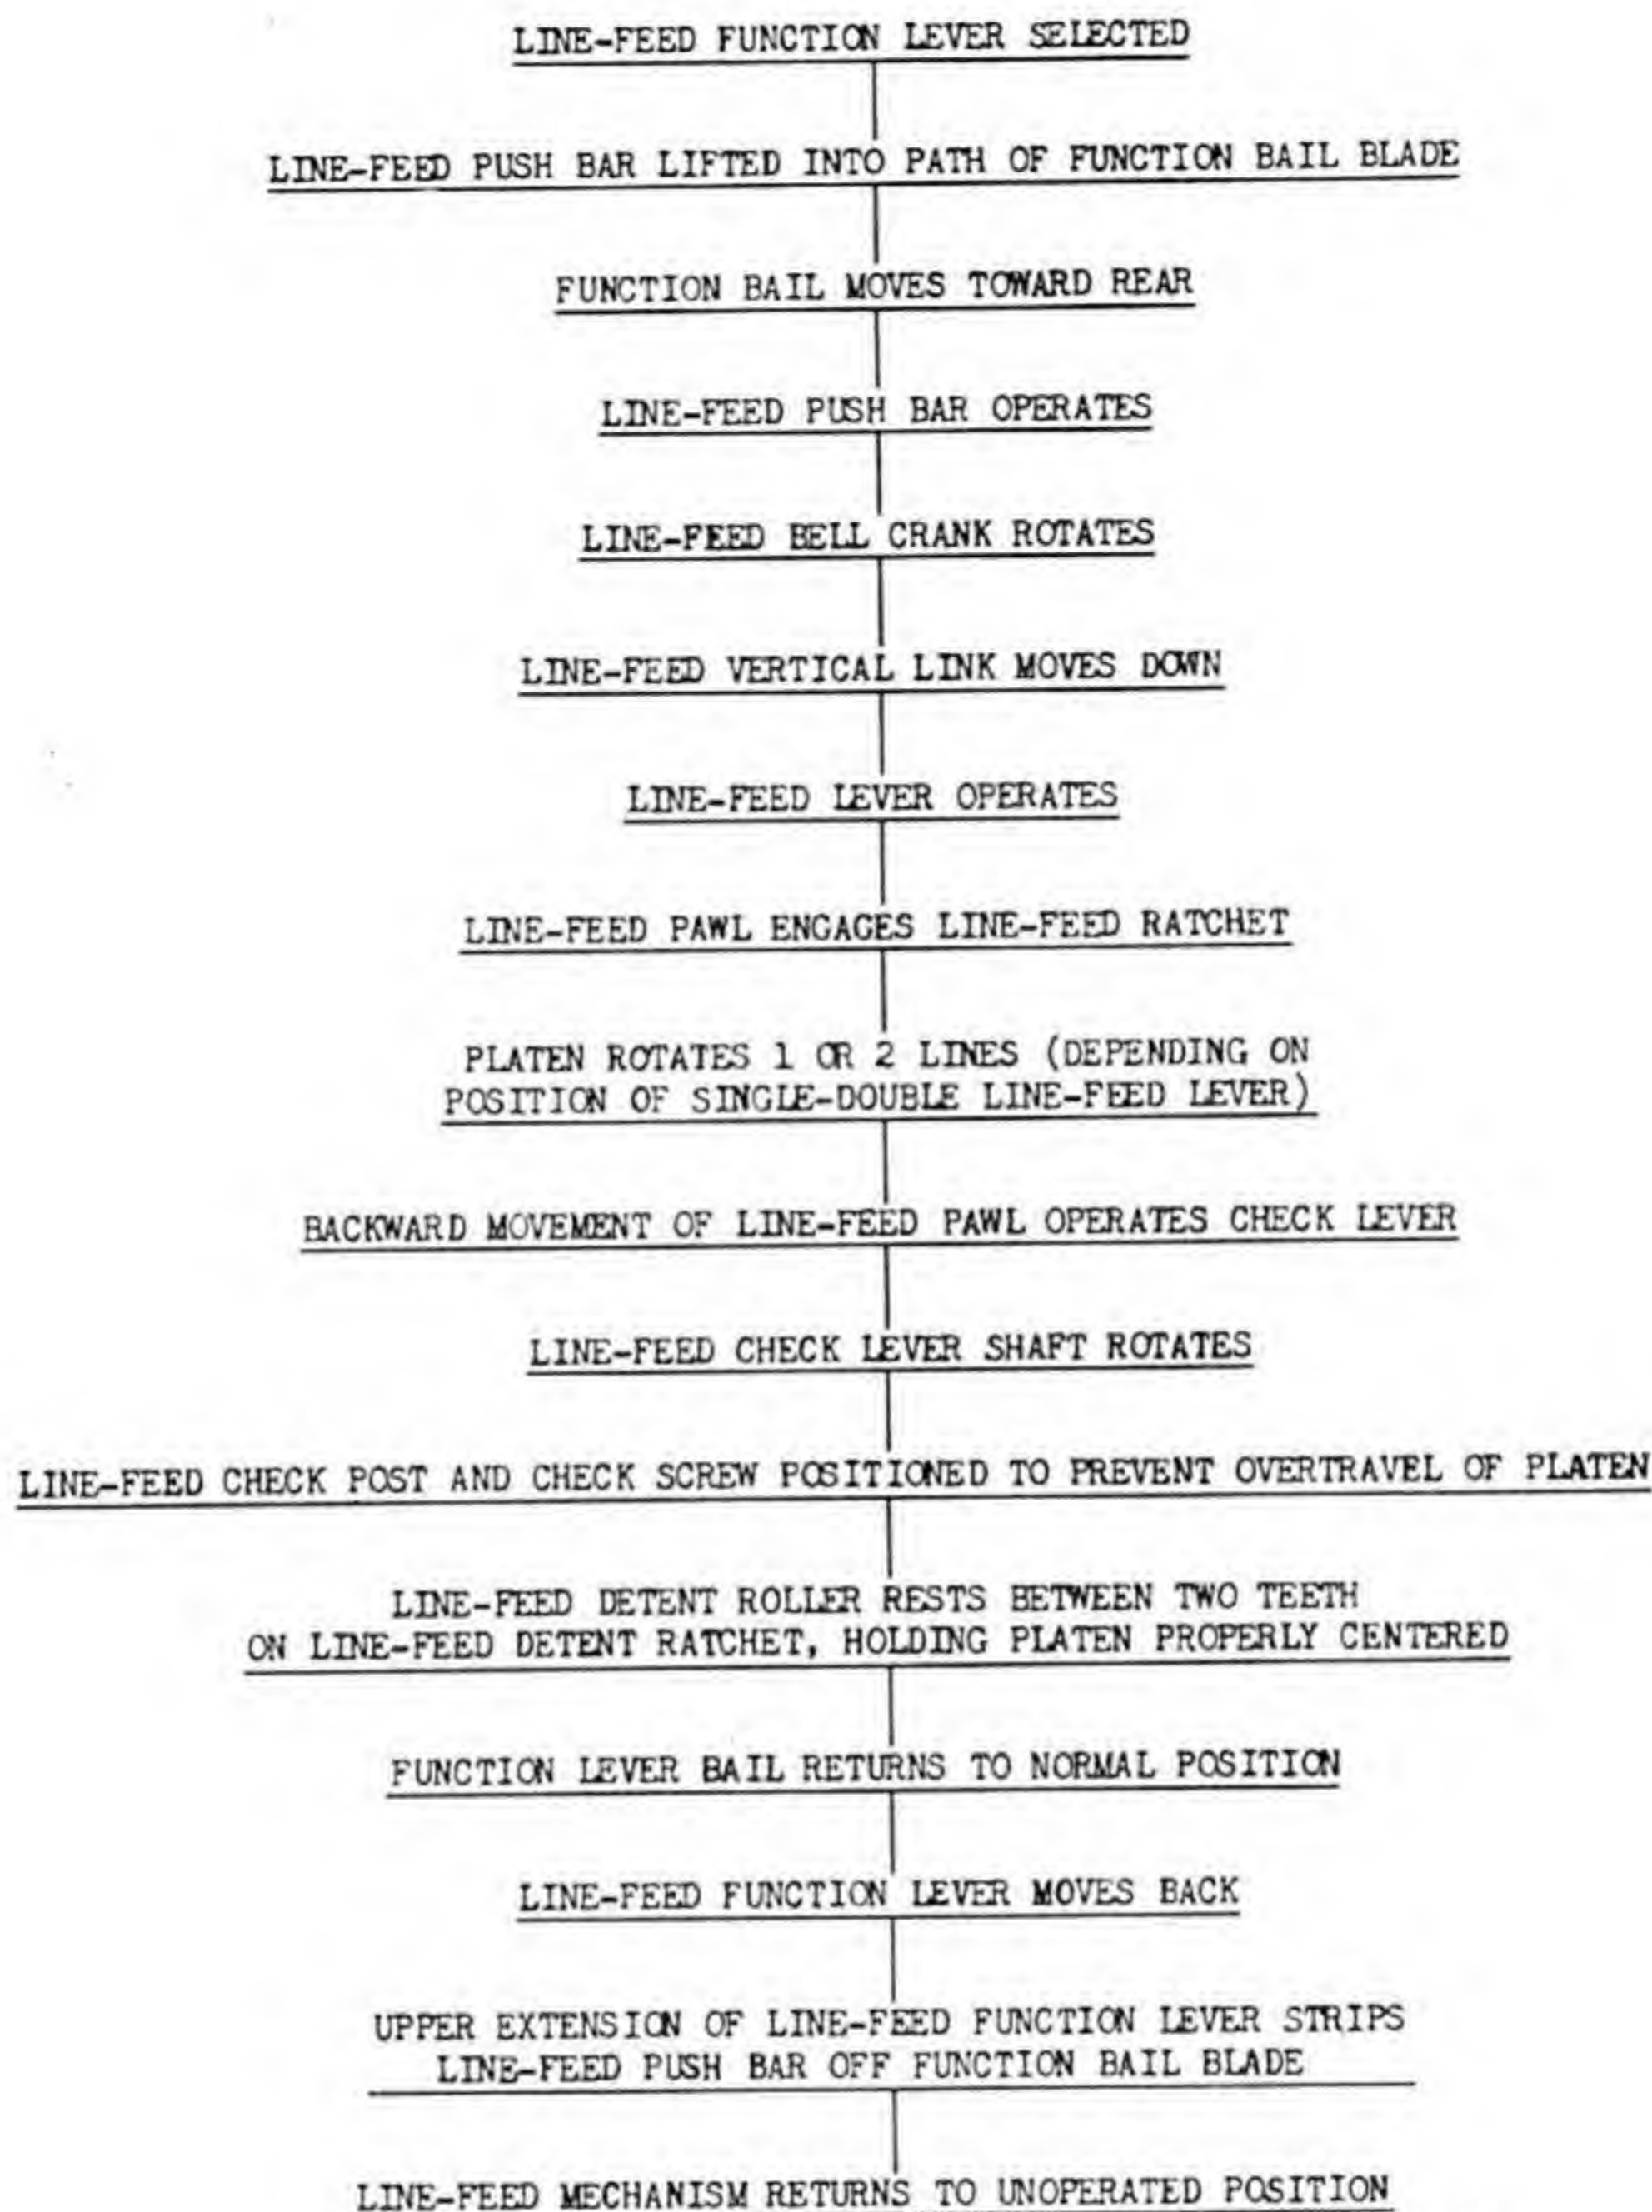 LINE-FEED FUNCTION LEVER SELECTED
LINE-FEED PUSH BAR LIFTED INTO PATH OF FUNCTION BAIL BLADE
FUNCTION BAIL MOVES TOWARD REAR
LINE-FEED PUSH BAR OPERATES
LINE-FEED BELL CRANK ROTATES
LINE-FEED VERTICAL LINK MOVES DOWN
LINE-FEED LEVER OPERATES
LINE-FEED PAWL ENGAGES LINE-FEED RATCHET
PLATEN ROTATES 1 OR 2 LINES (DEPENDING ON
POSITION OF SINGLE-DOUBLE LINE-FEED LEVER)
BACKWARD MOVEMENT OF LINE-FEED PAWL OPERATES CHECK LEVER
LINE-FEED CHECK LEVER SHAFT ROTATES
LINE-FEED CHECK POST AND CHECK SCREW POSITIONED TO PREVENT OVERTRAVEL OF PLATEN
LINE-FEED DETENT ROLLER RESTS BETWEEN TWO TEETH
ON LINE-FEED DETENT RATCHET, HOLDING PLATEN PROPERLY CENTERED
FUNCTION LEVER BAIL RETURNS TO NORMAL POSITION
LINE-FEED FUNCTION LEVER MOVES BACK
UPPER EXTENSION OF LINE-FEED FUNCTION LEVER STRIPS
LINE-FEED PUSH BAR OFF FUNCTION BAIL BLADE
LINE-FEED MECHANISM RETURNS TO UNOPERATED POSITION